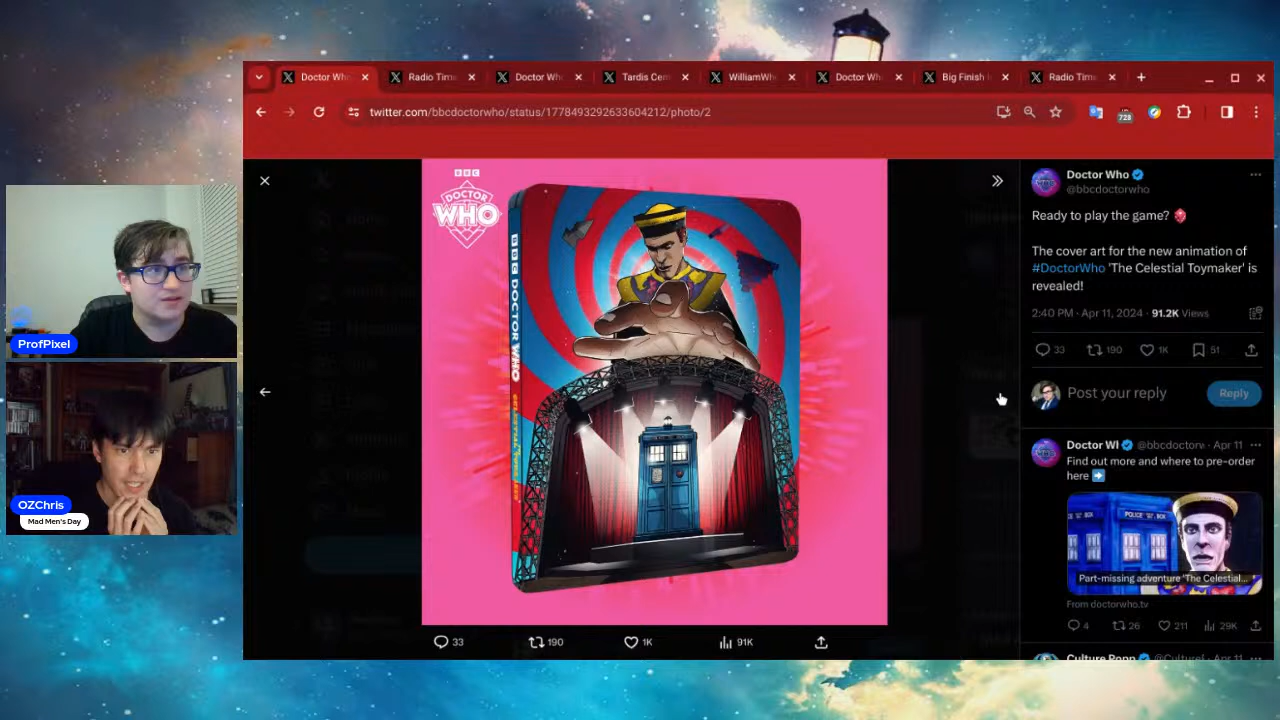 Doctor Wh
Radio Tim
Doctor Wh
Tardis Cen
WilliamWh
Doctor Wh
Big Finish
Radio Tim
twitter.com/bbcdoctorwho/status/1778493292633604212/photo/2
728
BBC
DOCTOR
WHO
BBC DOCTOR WHO
Doctor Who
@bbcdoctorwho
Ready to play the game?
The cover art for the new animation of
#DoctorWho 'The Celestial Toymaker' is
revealed!
2:40 PM · Apr 11, 2024 · 91.2K Views
33 190 1K 51
Post your reply
Reply
Doctor WI @bbcdoctorw · Apr 11
Find out more and where to pre-order
here
POLICE BOX
Part-missing adventure 'The Celestial...
From doctorwho.tv
4 26 211 29K
33 190 1K 91K
ProfPixel
OZChris
Mad Men's Day